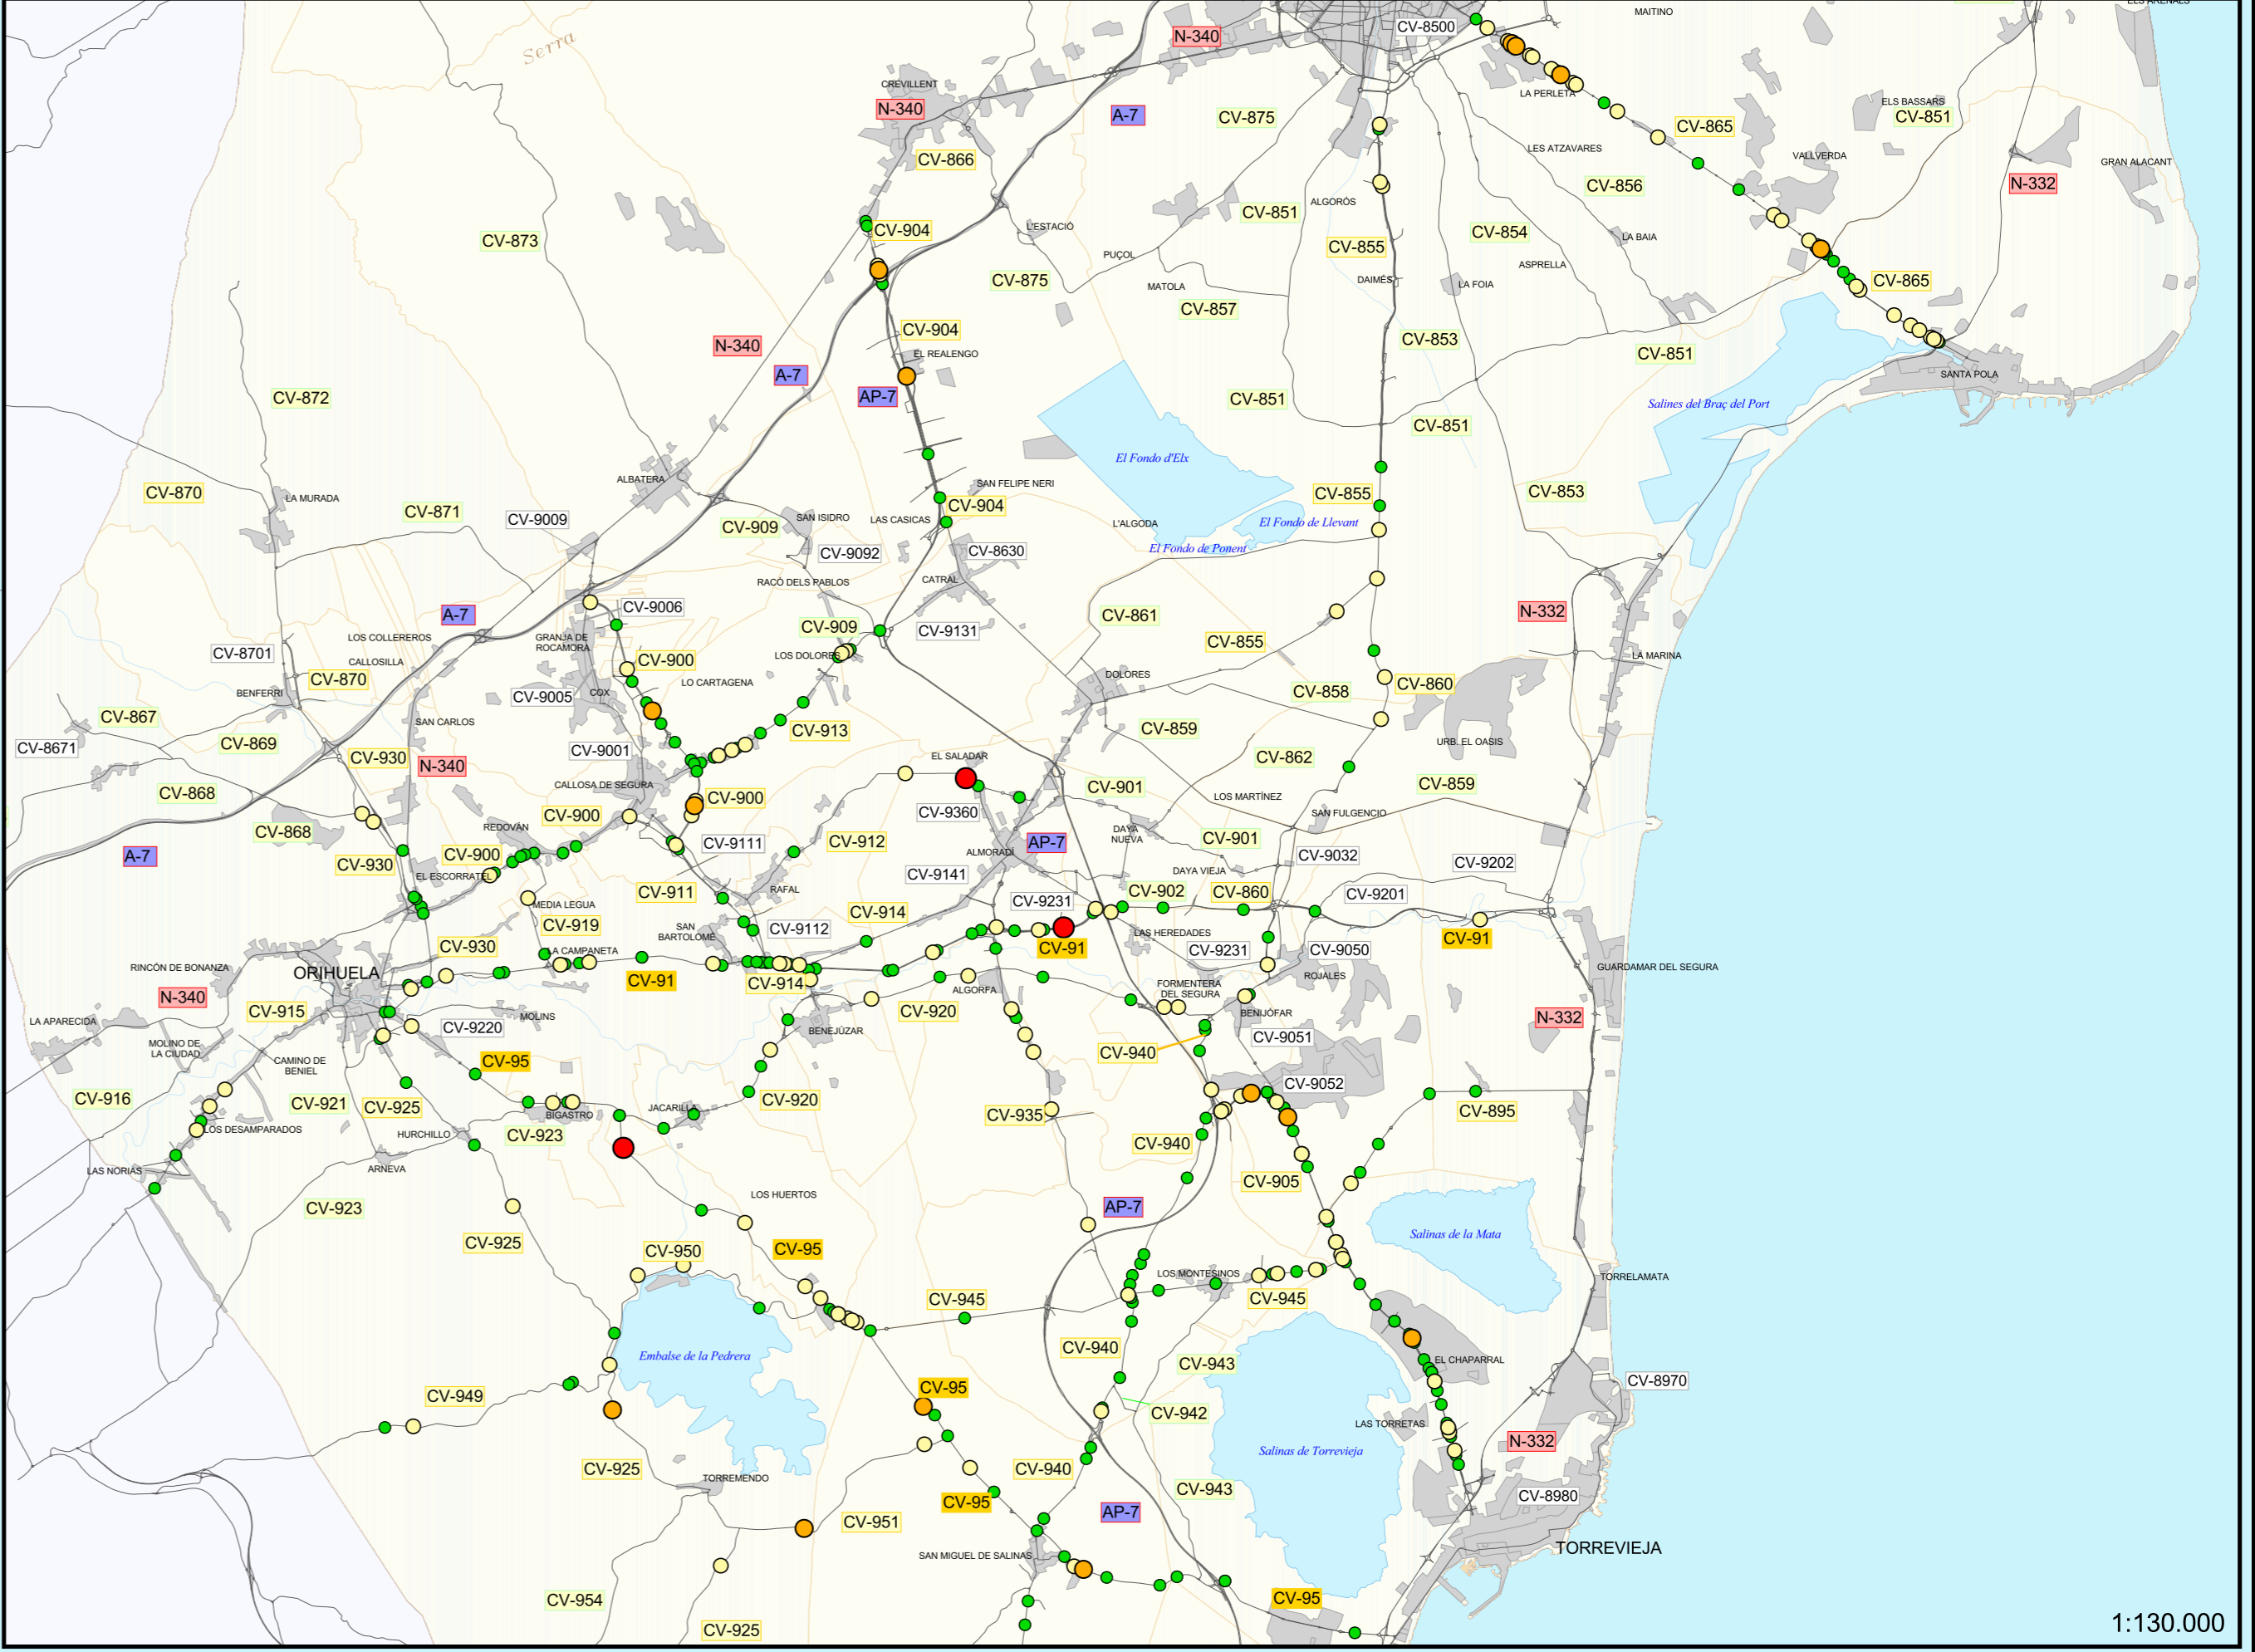 MAITINO
CV-8500
N-340
Serra
CREVILLENT
N-340
A-7
CV-875
LA PERLETA
ELS BASSARS
CV-851
CV-865
CV-866
LES ATZAVARES
VALLVERDA
GRAN ALACANT
CV-856
N-332
ALGORÓS
CV-851
CV-904
L'ESTACIÓ
CV-873
CV-855
CV-854
LA BAIA
PUÇOL
ASPRELLA
CV-875
MATOLA
DAIMÉS
LA FOIA
CV-865
CV-857
CV-904
CV-853
N-340
EL REALENGO
CV-851
A-7
SANTA POLA
AP-7
CV-872
CV-851
Salines del Braç del Port
CV-851
El Fondo d'Elx
ALBATERA
SAN FELIPE NERI
CV-870
LA MURADA
CV-855
CV-853
CV-904
CV-871
CV-9009
SAN ISIDRO
LAS CASICAS
CV-909
L'ALGODA
El Fondo de Llevant
CV-9092
CV-8630
El Fondo de Ponent
RACÓ DELS PABLOS
CATRAL
CV-9006
A-7
CV-861
N-332
LOS COLLEREROS
GRANJA DE
ROCAMORA
CV-909
CV-9131
CV-855
CV-8701
CALLOSILLA
CV-900
LOS DOLORES
LA MARINA
CV-870
LO CARTAGENA
DOLORES
CV-860
BENFERRI
CV-9005
COX
CV-858
CV-867
SAN CARLOS
CV-859
CV-913
CV-8671
CV-869
CV-9001
URB. EL OASIS
CV-930
N-340
EL SALADAR
CV-862
CALLOSA DE SEGURA
CV-901
CV-859
CV-868
CV-900
LOS MARTÍNEZ
CV-900
CV-9360
SAN FULGENCIO
CV-868
REDOVÁN
DAYA
NUEVA
CV-912
AP-7
CV-901
CV-9111
A-7
CV-900
ALMORADÍ
CV-9032
CV-930
CV-9202
EL ESCORRATEL
CV-9141
DAYA VIEJA
CV-911
RAFAL
CV-902
CV-860
CV-9201
MEDIA LEGUA
CV-9231
CV-914
CV-919
SAN
BARTOLOMÉ
CV-9112
LAS HEREDADES
CV-91
CV-91
CV-930
LA CAMPANETA
CV-9231
CV-9050
RINCÓN DE BONANZA
ORIHUELA
GUARDAMAR DEL SEGURA
CV-91
CV-914
ROJALES
ALGORFA
FORMENTERA
DEL SEGURA
N-340
CV-915
CV-920
BENIJÓFAR
N-332
LA APARECIDA
MOLINS
CV-9220
BENEJÚZAR
CV-9051
MOLINO DE
LA CIUDAD
CV-940
CAMINO DE
BENIEL
CV-95
CV-9052
CV-916
CV-920
CV-921
CV-925
JACARILLA
BIGASTRO
CV-935
CV-895
LOS DESAMPARADOS
HURCHILLO
CV-923
CV-940
ARNEVA
LAS NORIAS
CV-905
LOS HUERTOS
CV-923
AP-7
Salinas de la Mata
CV-925
CV-950
CV-95
LOS MONTESINOS
TORRELAMATA
CV-945
CV-945
CV-940
Embalse de la Pedrera
CV-943
EL CHAPARRAL
CV-8970
CV-95
CV-949
CV-942
LAS TORRETAS
N-332
Salinas de Torrevieja
CV-925
CV-940
TORREMENDO
CV-943
CV-8980
CV-95
AP-7
CV-951
TORREVIEJA
SAN MIGUEL DE SALINAS
CV-954
CV-95
1:130.000
CV-925